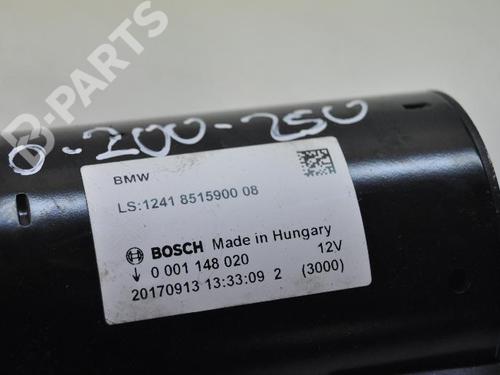 B-PARTS
0-200-250
BMW
LS:1241 8515900 08
BOSCH Made in Hungary
0 001 148 020 12V
20170913 13:33:09 2 (3000)